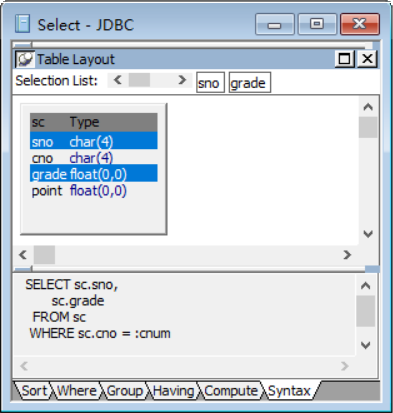 Select - JDBC
Table Layout
Selection List: sno grade
sc Type
sno char(4)
cno char(4)
grade float(0,0)
point float(0,0)
SELECT sc.sno,
sc.grade
FROM sc
WHERE sc.cno = :cnum
Sort Where Group Having Compute Syntax